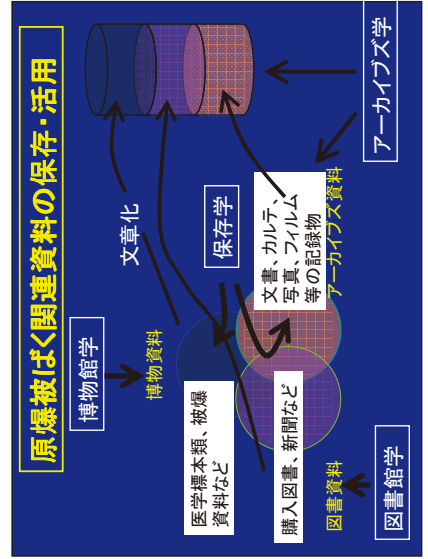 原爆被ばく関連資料の保存・活用
博物館学
博物資料
文章化
医学標本類、被爆
資料など
保存学
購入図書、新聞など
文書、カルテ、
写真、フィルム
等の記録物
アーカイブズ資料
図書資料
図書館学
アーカイブズ学